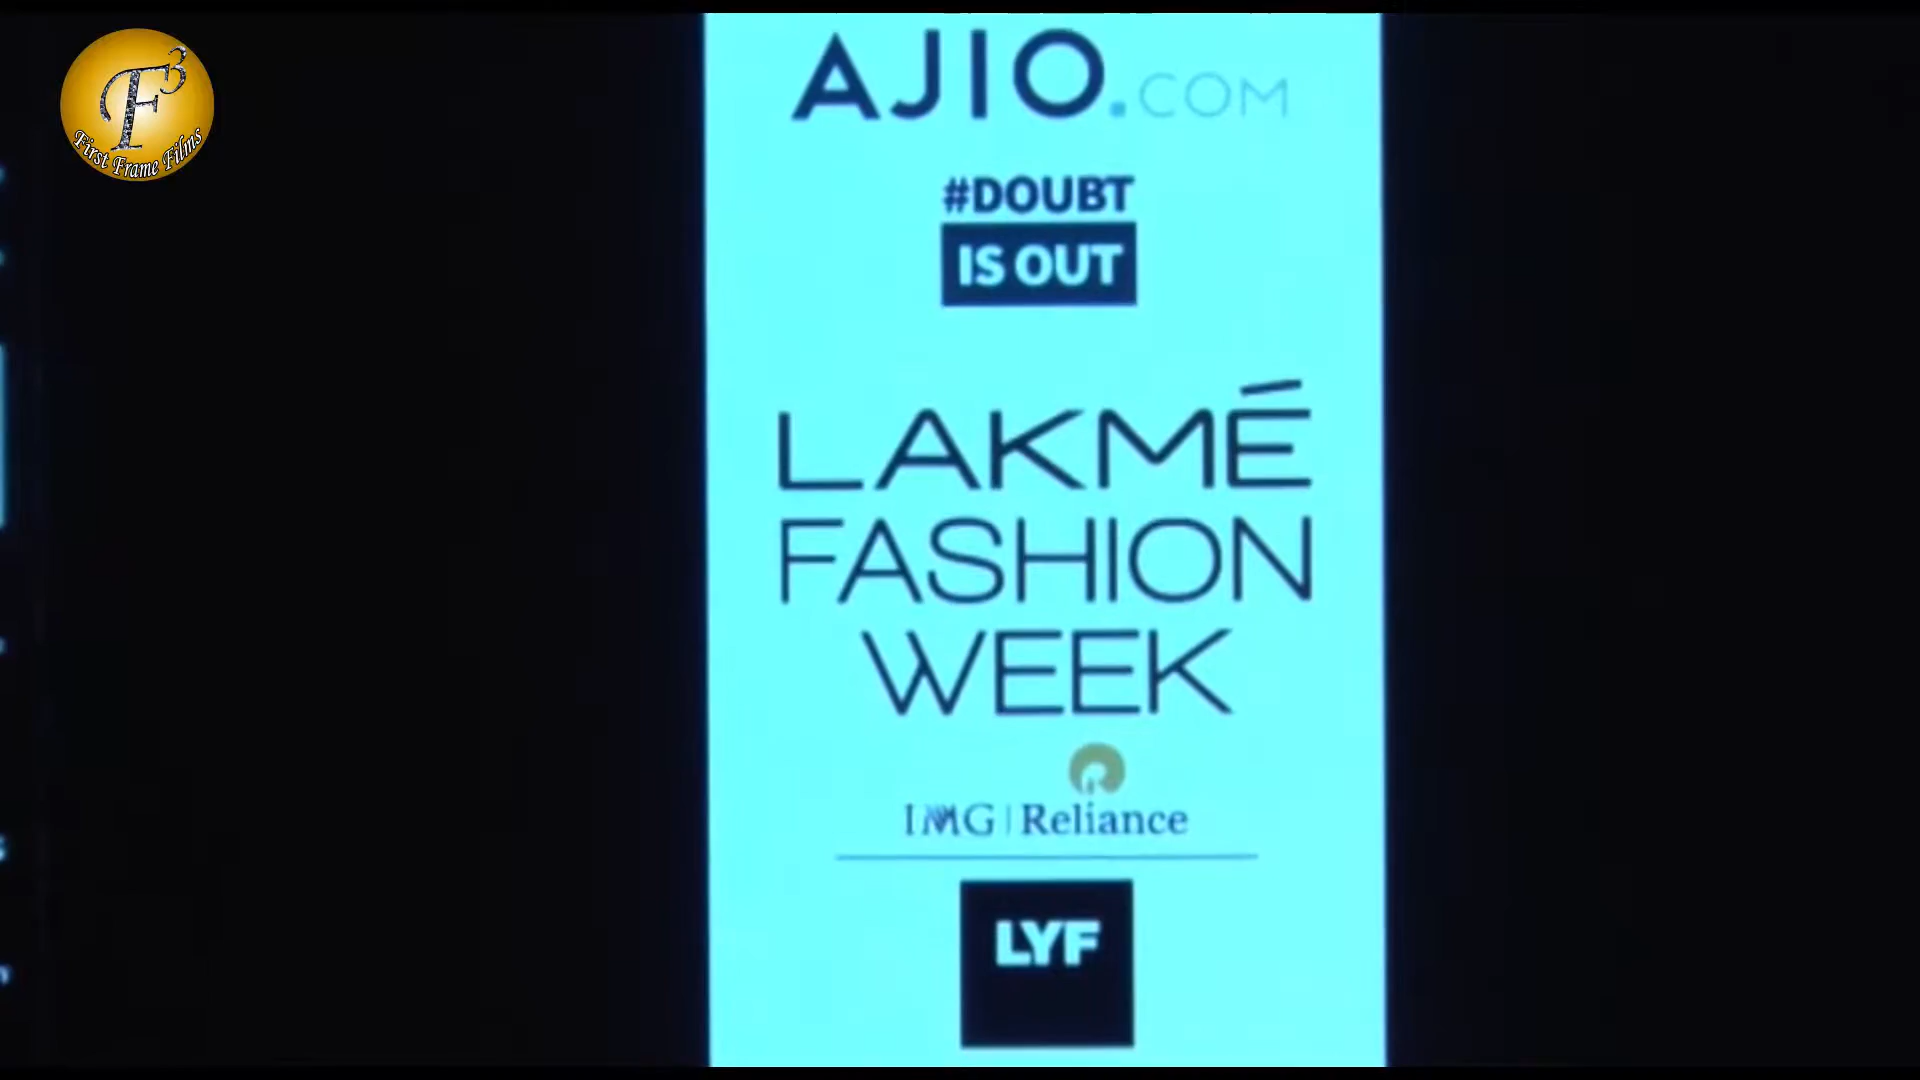 F3
First Frame Films
AJIO.COM
#DOUBT
IS OUT
LAKMÉ
FASHION
WEEK
IMG | Reliance
LYF